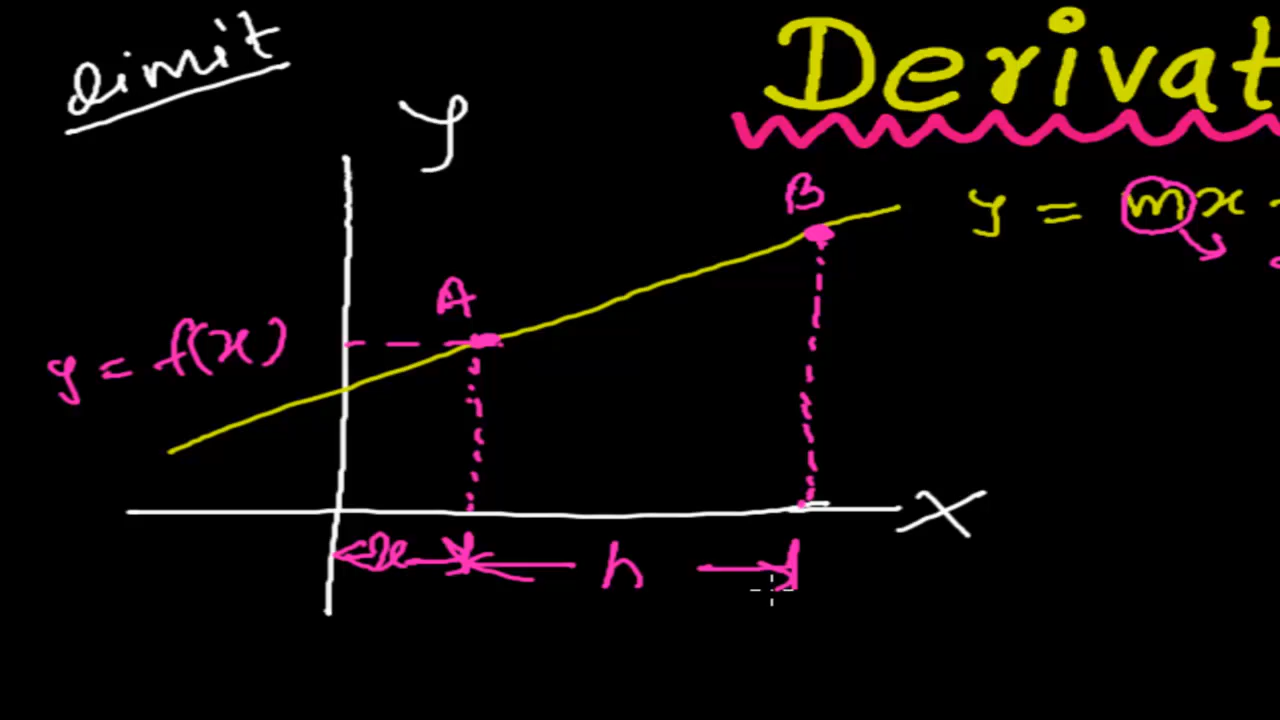 Limit
Derivat
Y
B
y = mx
A
y = f(x)
X
x
h